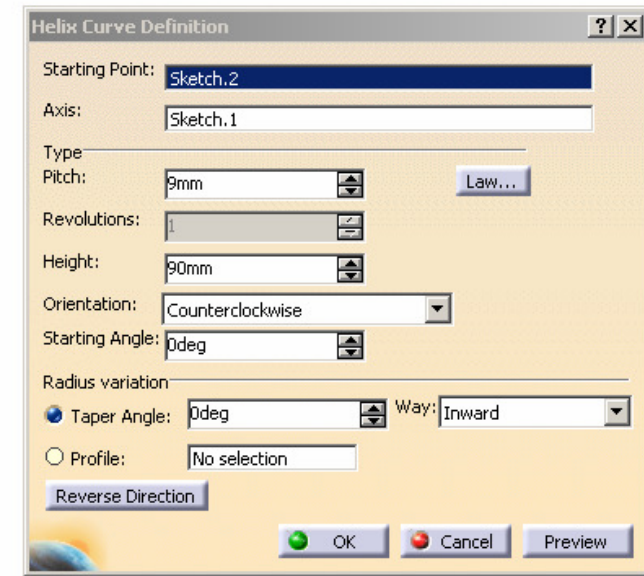 Helix Curve Definition ? X
Starting Point: Sketch.2
Axis: Sketch.1
Type
Pitch: 9mm Law...
Revolutions: 1
Height: 90mm
Orientation: Counterclockwise
Starting Angle: 0deg
Radius variation
Taper Angle: 0deg Way: Inward
Profile: No selection
Reverse Direction
OK Cancel Preview